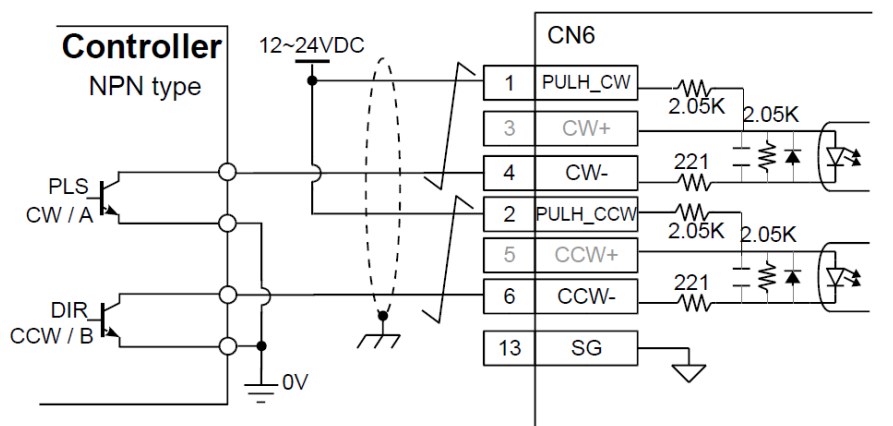 Controller
NPN type
12~24VDC
PLS
CW / A
DIR
CCW / B
0V
CN6
1 PULH_CW
3 CW+
4 CW-
2 PULH_CCW
5 CCW+
6 CCW-
13 SG
2.05K
2.05K
221
2.05K
2.05K
221